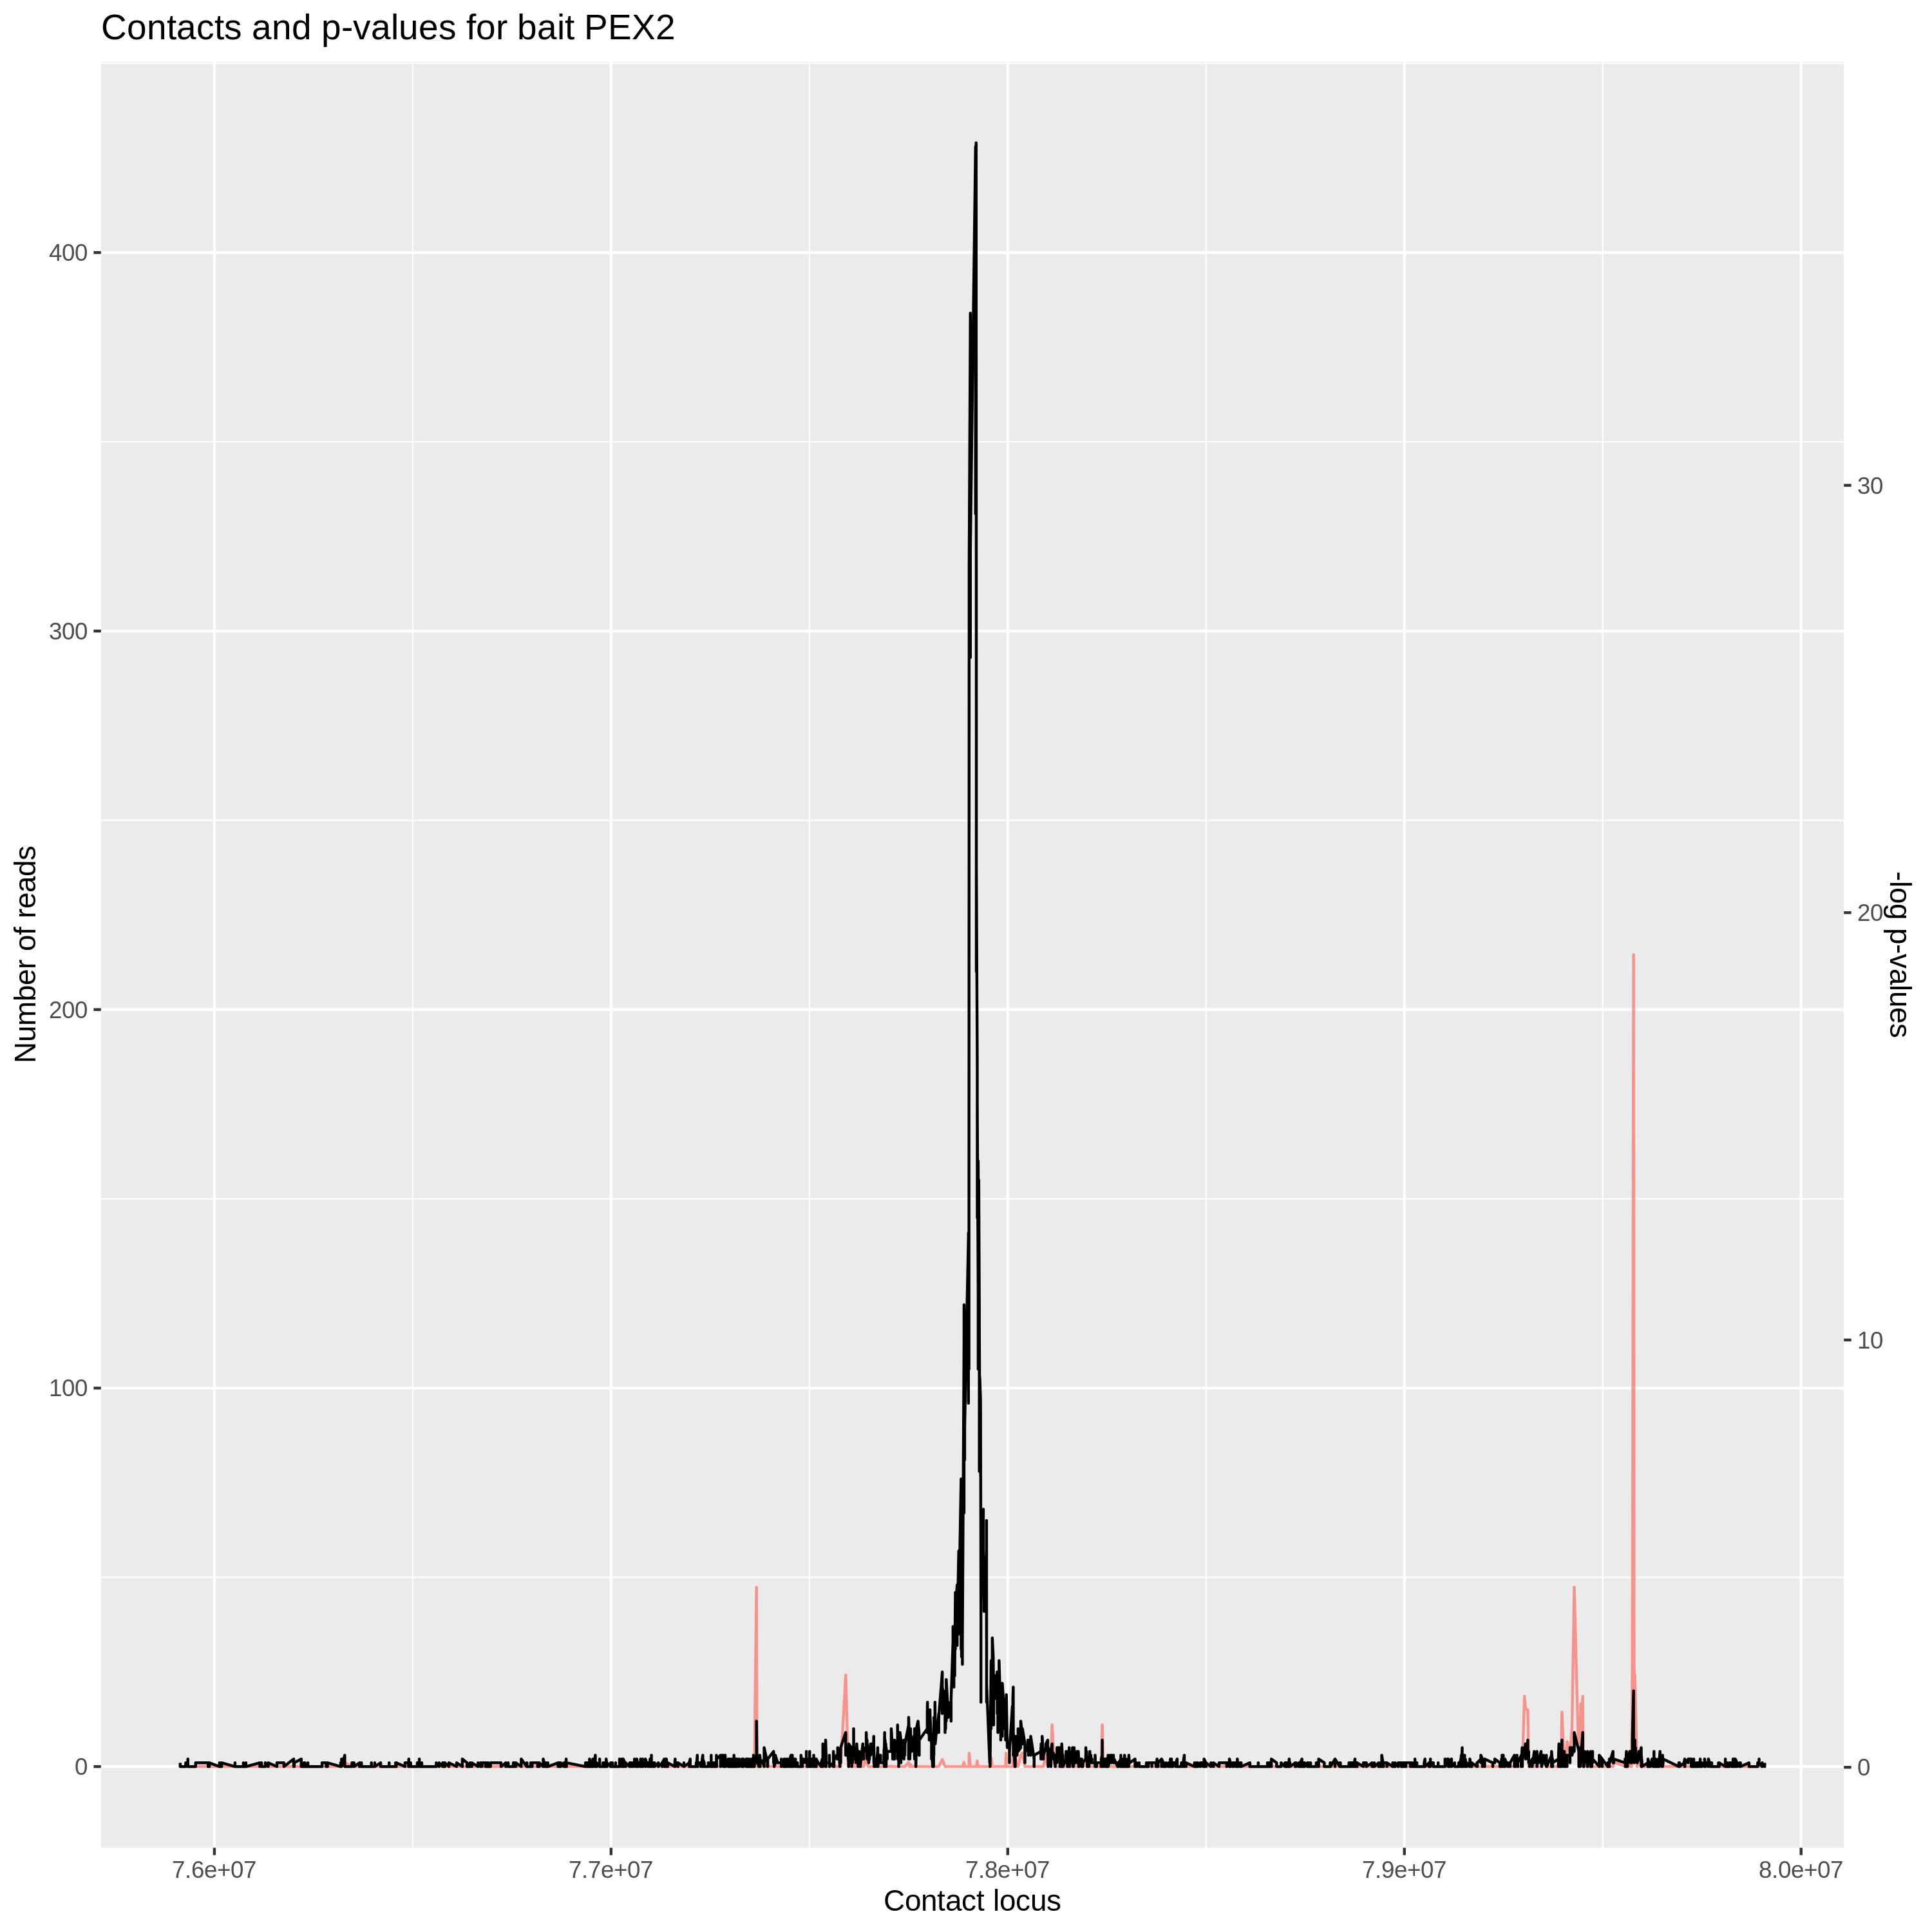 Contacts and p-values for bait PEX2
Number of reads
400
300
200
100
0
30
20
10
0
-log p-values
7.6e+07 7.7e+07 7.8e+07 7.9e+07 8.0e+07
Contact locus